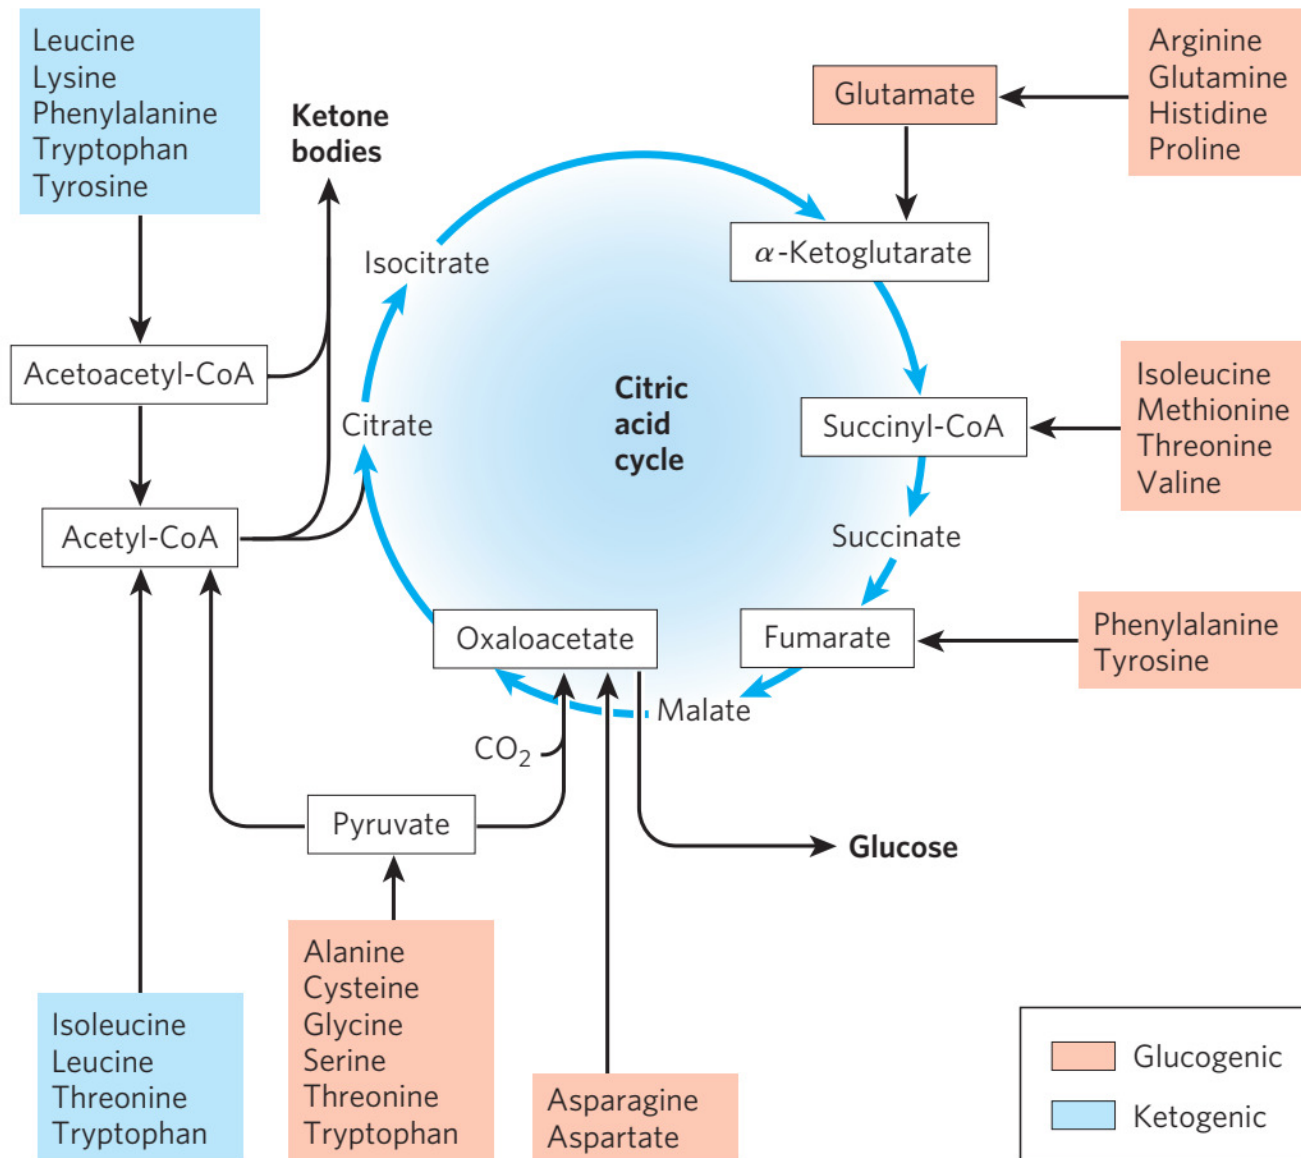 Leucine
Lysine
Phenylalanine
Tryptophan
Tyrosine
Ketone
bodies
Glutamate
Arginine
Glutamine
Histidine
Proline
Isocitrate
α-Ketoglutarate
Acetoacetyl-CoA
Citrate
Citric
acid
cycle
Succinyl-CoA
Isoleucine
Methionine
Threonine
Valine
Acetyl-CoA
Succinate
Oxaloacetate
Fumarate
Phenylalanine
Tyrosine
Malate
CO₂
Pyruvate
Glucose
Isoleucine
Leucine
Threonine
Tryptophan
Alanine
Cysteine
Glycine
Serine
Threonine
Tryptophan
Asparagine
Aspartate
Glucogenic
Ketogenic